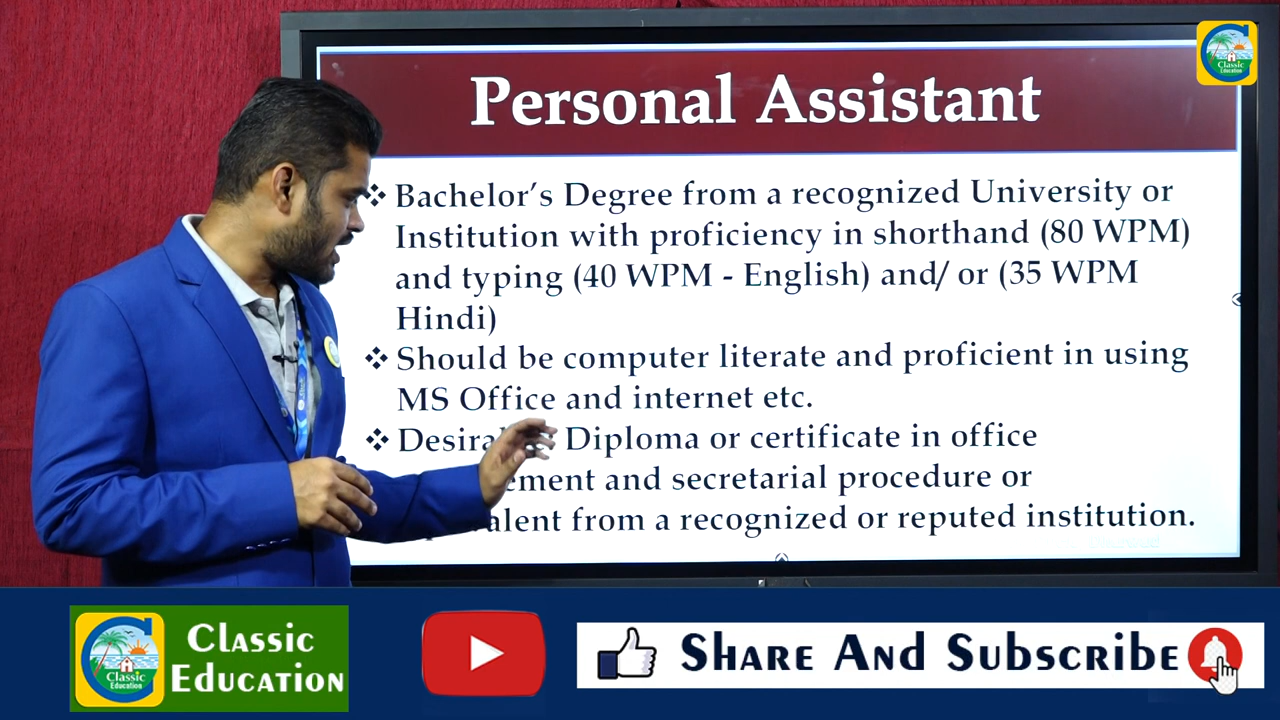 Classic
Education
Personal Assistant
❖ Bachelor's Degree from a recognized University or
Institution with proficiency in shorthand (80 WPM)
and typing (40 WPM - English) and/ or (35 WPM
Hindi)
❖ Should be computer literate and proficient in using
MS Office and internet etc.
❖ Diploma or certificate in office
and secretarial procedure or
from a recognized or reputed institution.
Classic
Education
Classic
Education
Share And Subscribe